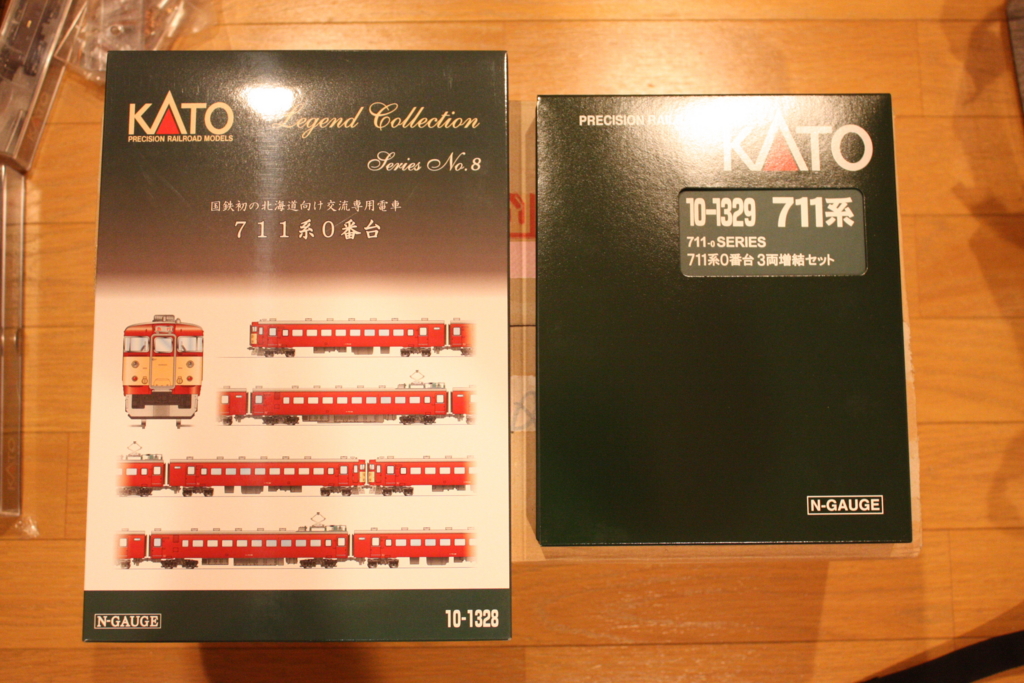 KATO
PRECISION RAILROAD MODELS
Legend Collection
Series No.8
国鉄初の北海道向け交流専用電車
711系0番台
N-GAUGE
10-1328
PRECISION
KATO
10-1329 711系
711-0 SERIES
711系0番台 3両増結セット
N-GAUGE